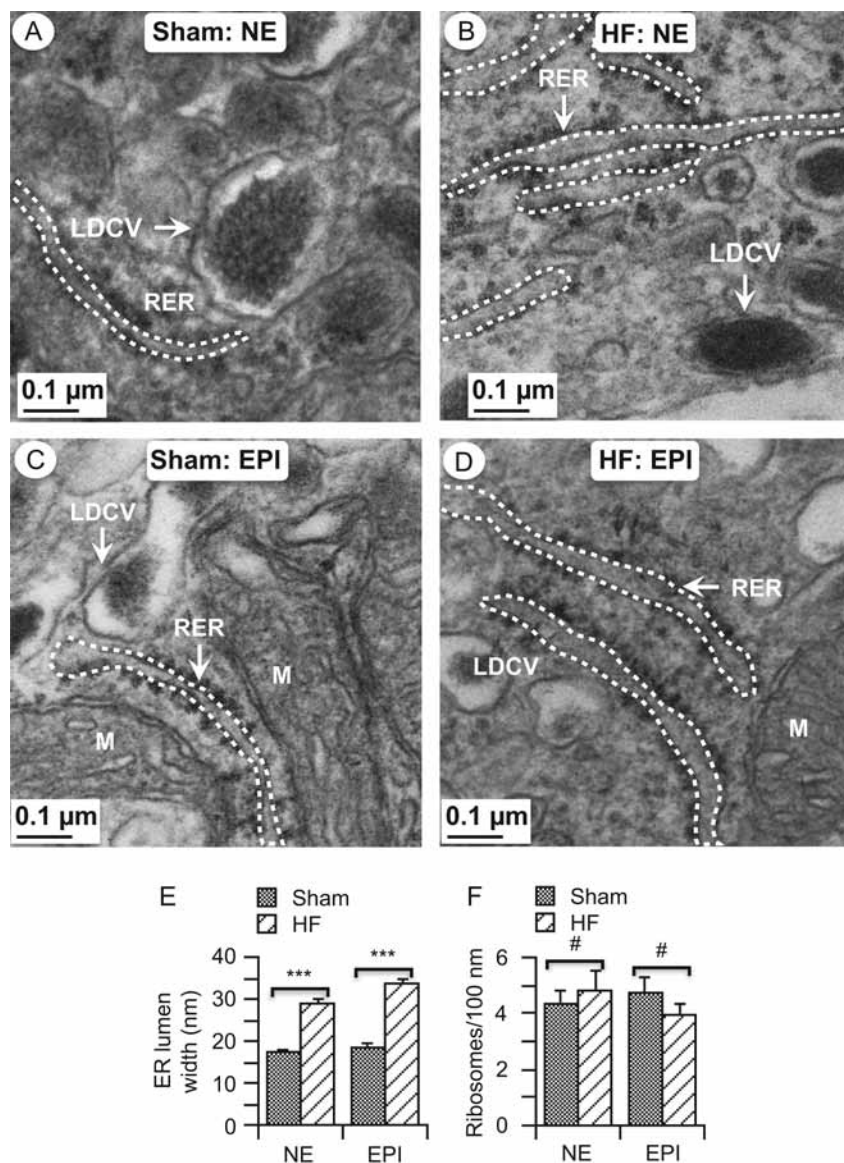 A
Sham: NE
LDCV
RER
0.1 µm
B
HF: NE
RER
LDCV
0.1 µm
C
Sham: EPI
LDCV
RER
M
M
0.1 µm
D
HF: EPI
RER
LDCV
M
0.1 µm
E
Sham
HF
ER lumen
width (nm)
40
30
20
10
0
***
***
NE
EPI
F
Sham
HF
Ribosomes/100 nm
6
4
2
4
0
#
#
NE
EPI